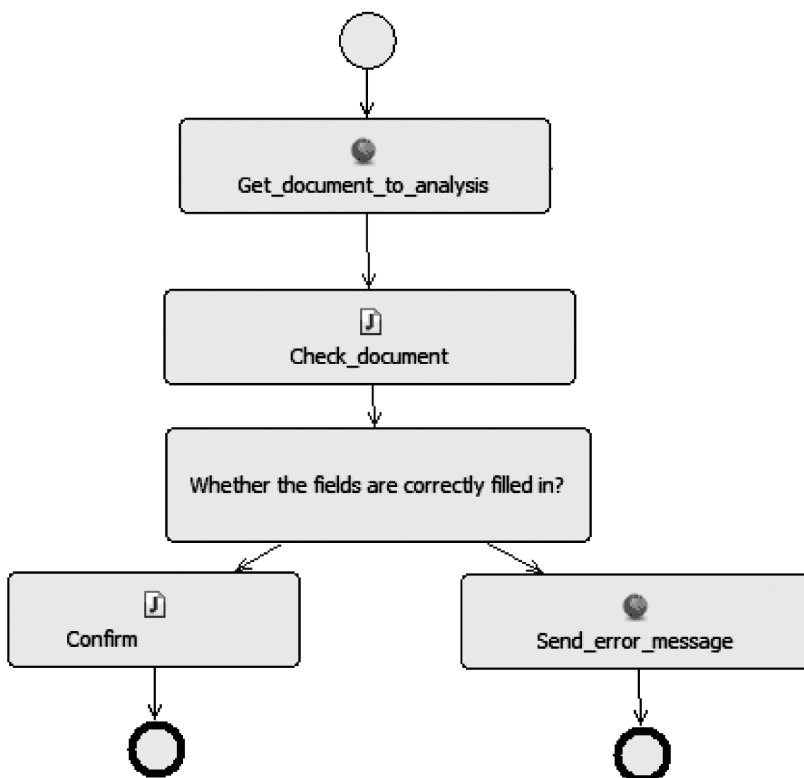 Get_document_to_analysis
J
Check_document
Whether the fields are correctly filled in?
J
Confirm
Send_error_message